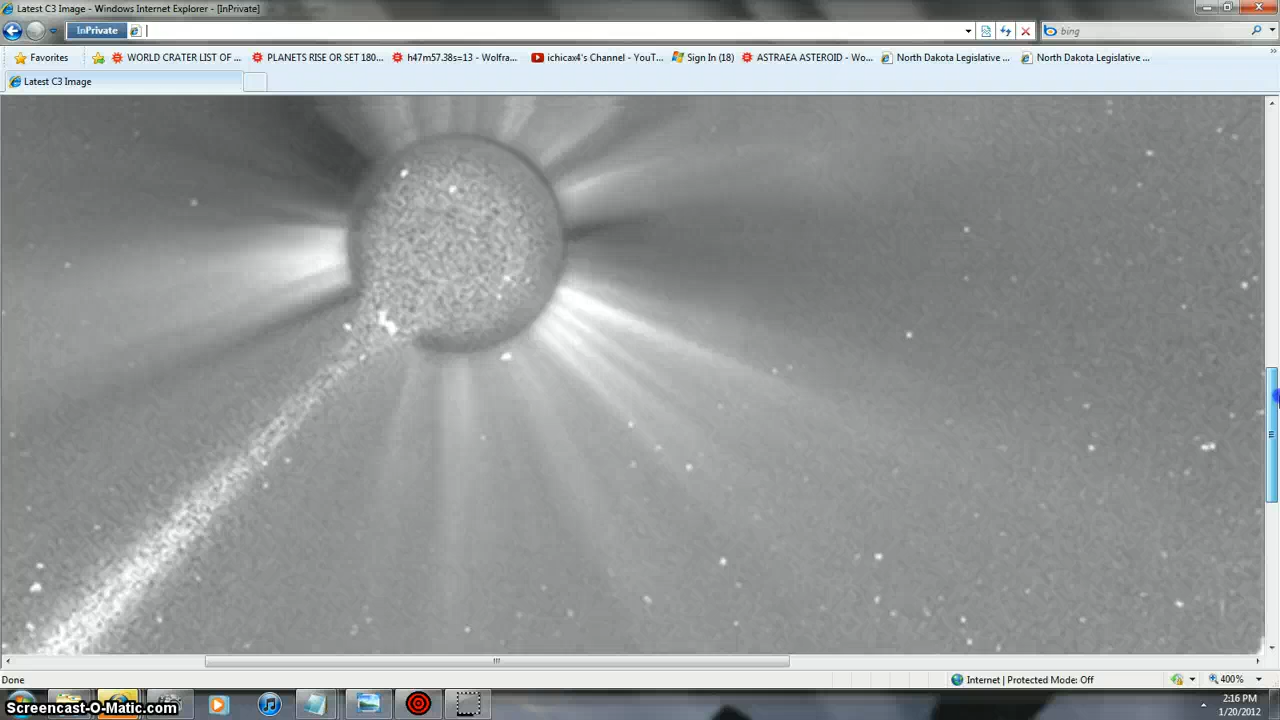 Latest C3 Image - Windows Internet Explorer - [InPrivate]
InPrivate
bing
Favorites
WORLD CRATER LIST OF ...
PLANETS RISE OR SET 180...
h47m57.38s=13 - Wolfra...
ichicax4's Channel - YouT...
Sign In (18)
ASTRAEA ASTEROID - Wo...
North Dakota Legislative ...
North Dakota Legislative ...
Latest C3 Image
Done
Internet | Protected Mode: Off
400%
Screencast-O-Matic.com
2:16 PM
1/20/2012